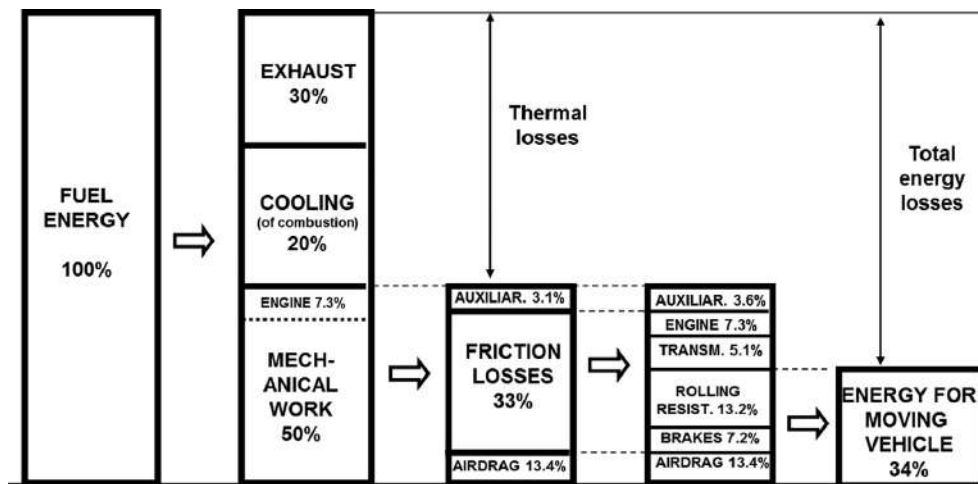 FUEL
ENERGY
100%
EXHAUST
30%
COOLING
(of combustion)
20%
ENGINE 7.3%
MECH-
ANICAL
WORK
50%
Thermal
losses
AUXILIAR. 3.1%
FRICTION
LOSSES
33%
AIRDRAG 13.4%
AUXILIAR. 3.6%
ENGINE 7.3%
TRANSM. 5.1%
ROLLING
RESIST. 13.2%
BRAKES 7.2%
AIRDRAG 13.4%
Total
energy
losses
ENERGY FOR
MOVING
VEHICLE
34%